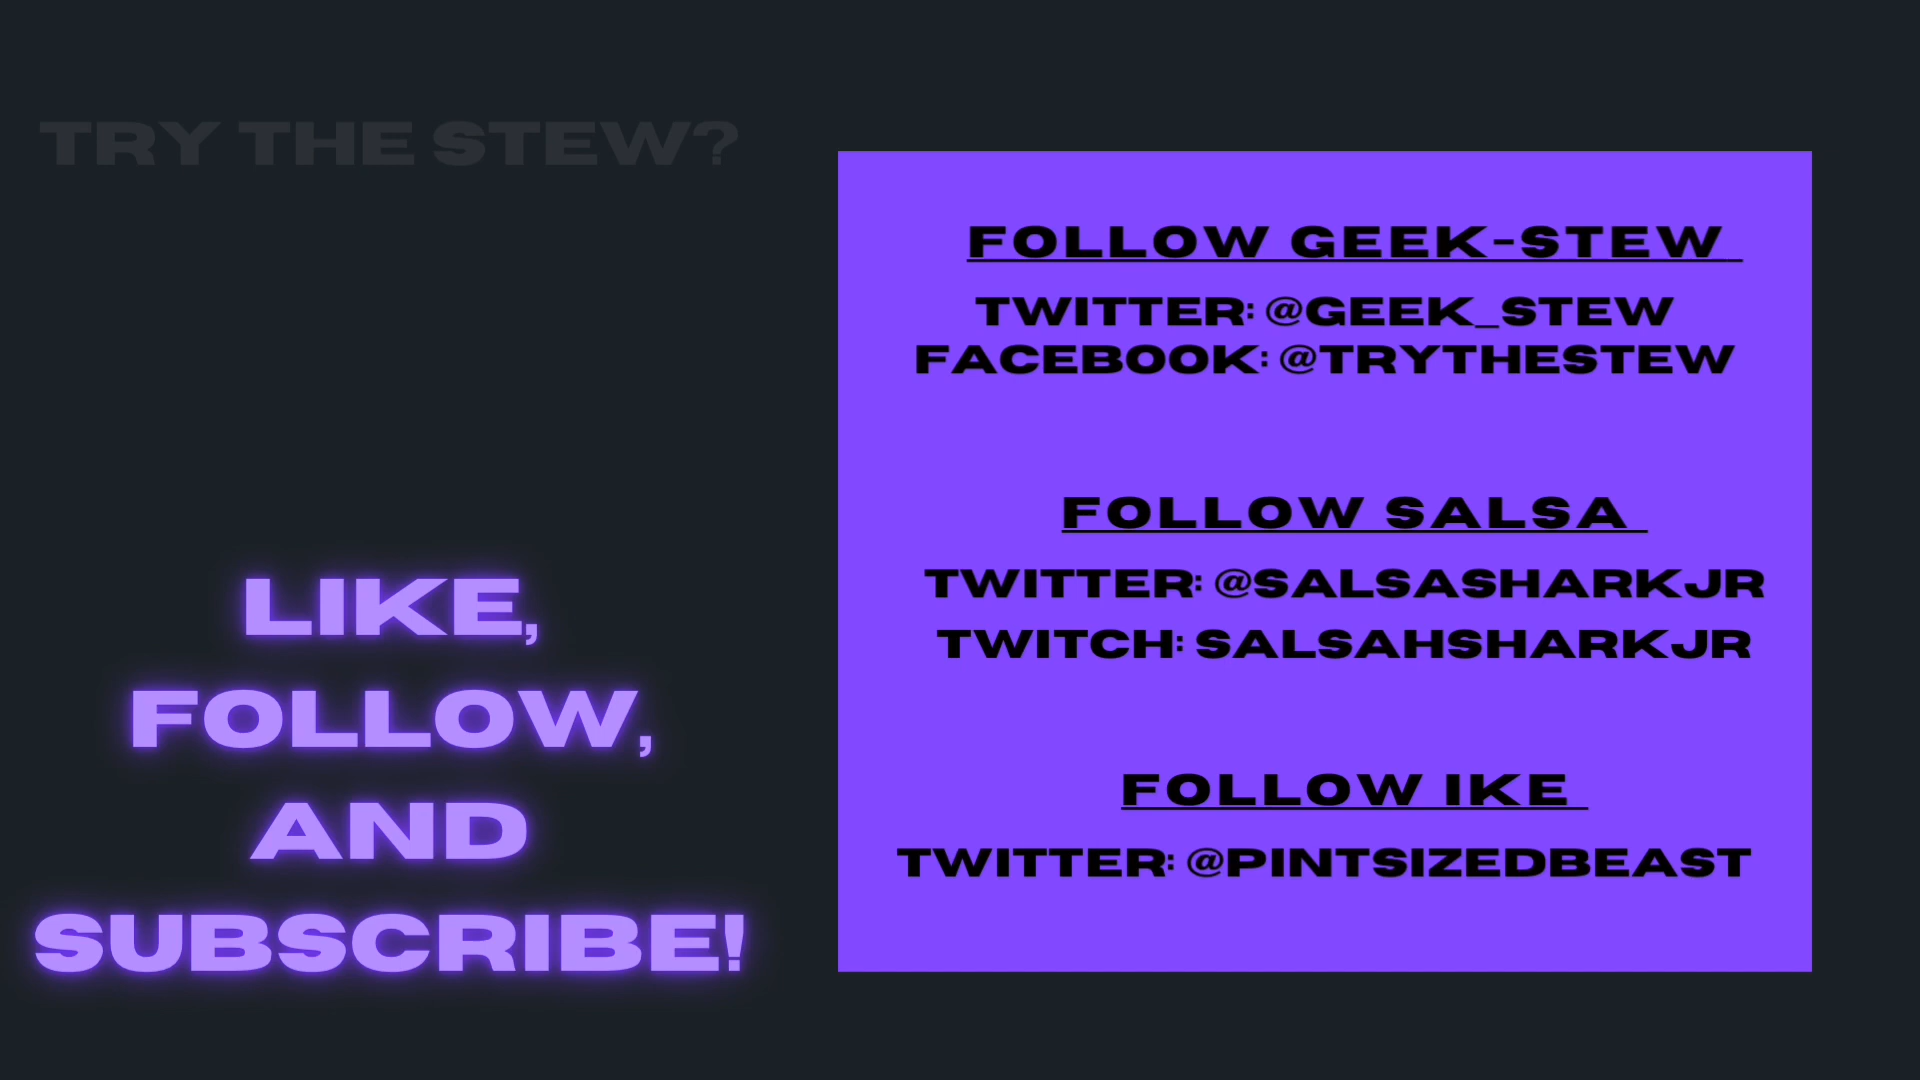 TRY THE STEW?
LIKE,
FOLLOW,
AND
SUBSCRIBE!
FOLLOW GEEK-STEW
TWITTER: @GEEK_STEW
FACEBOOK: @TRYTHESTEW
FOLLOW SALSA
TWITTER: @SALSASHARKJR
TWITCH: SALSAHSHARKJR
FOLLOW IKE
TWITTER: @PINTSIZEDBEAST